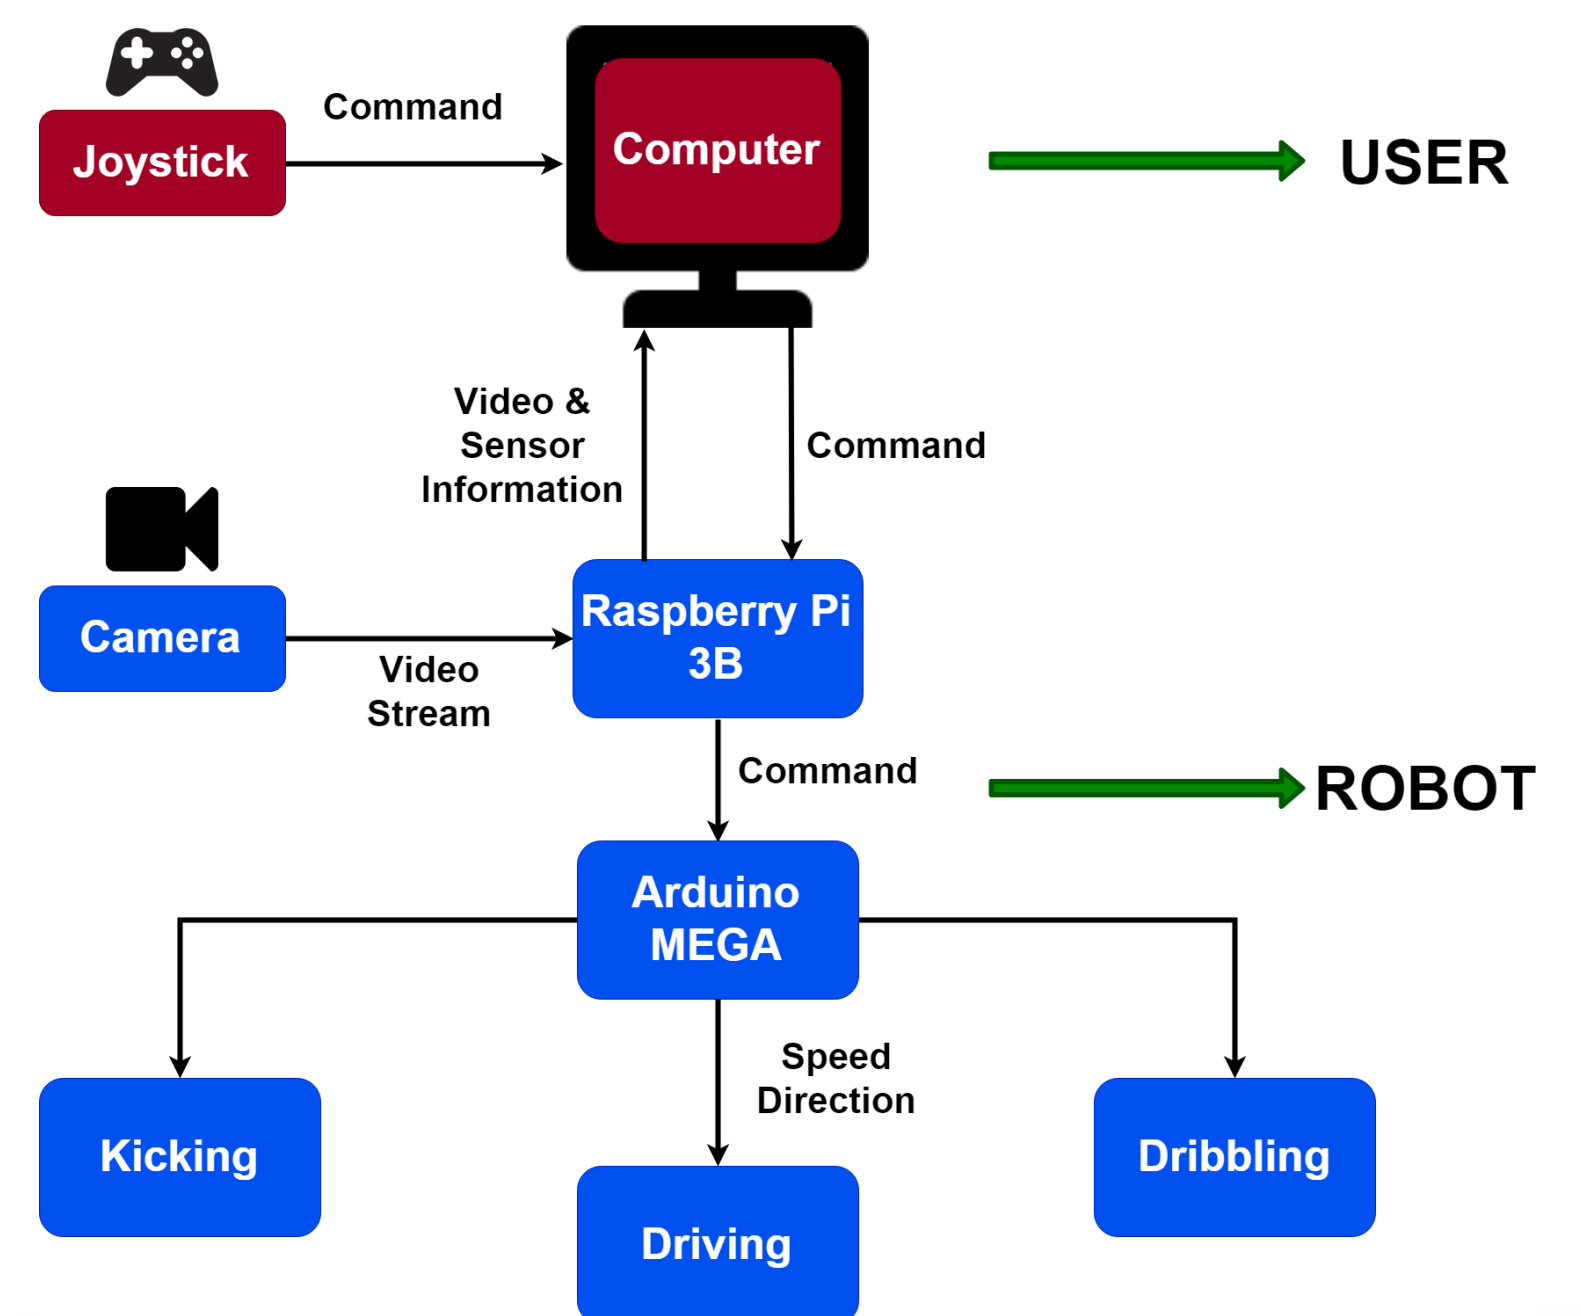 Command
Joystick
Computer
USER
Video &
Sensor
Information
Command
Camera
Raspberry Pi
3B
Video
Stream
Command
ROBOT
Arduino
MEGA
Speed
Direction
Kicking
Dribbling
Driving